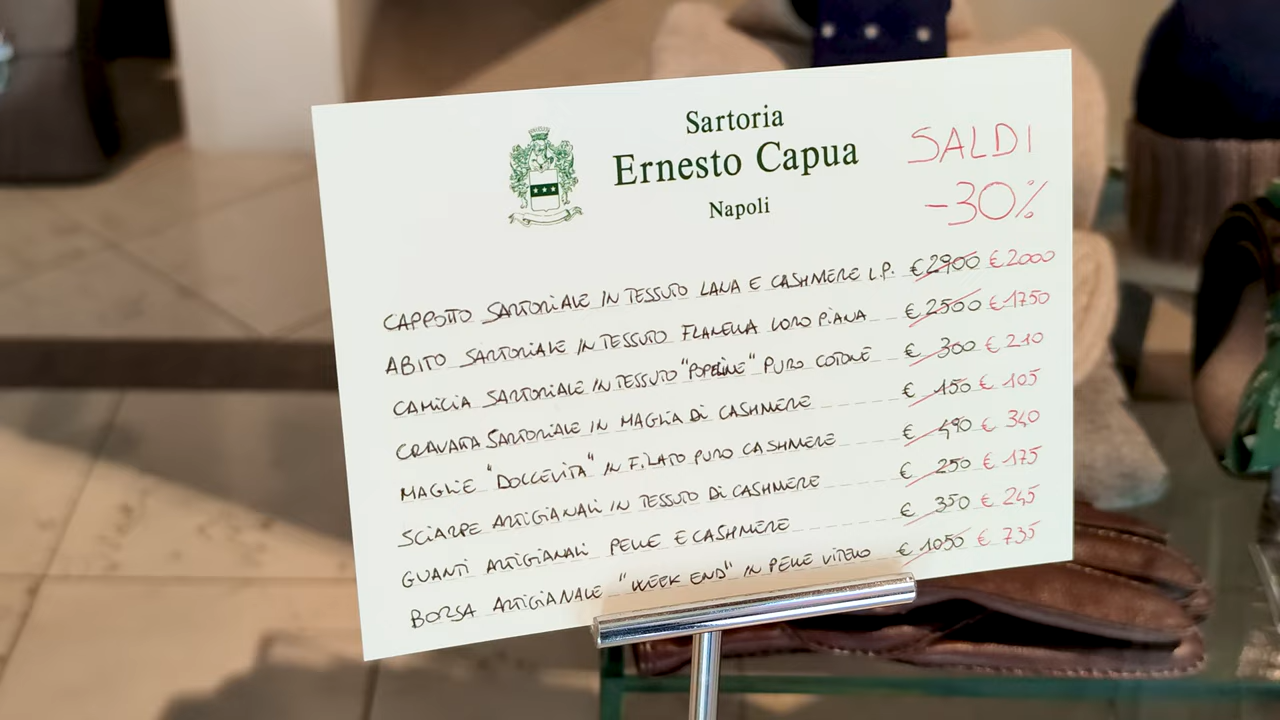 Sartoria
Ernesto Capua
Napoli
SALDI
-30%
CAPPOTTO SARTORIALE IN TESSUTO LANA E CASHMERE L.P. €2900 €2000
ABITO SARTORIALE IN TESSUTO FLANELLA LORO PIANA €2500 €1750
CAMICIA SARTORIALE IN TESSUTO "POPELINE" PURO COTONE € 300 € 210
CRAVATTA SARTORIALE IN MAGLIA DI CASHMERE € 150 € 105
MAGLIE "DOLCEVITA" IN FILATO PURO CASHMERE € 490 € 340
SCIARPE ARTIGIANALI IN TESSUTO DI CASHMERE € 250 € 175
GUANTI ARTIGIANALI PELLE E CASHMERE € 350 € 245
BORSA ARTIGIANALE "WEEK END" IN PELLE VITELLO € 1050 € 735